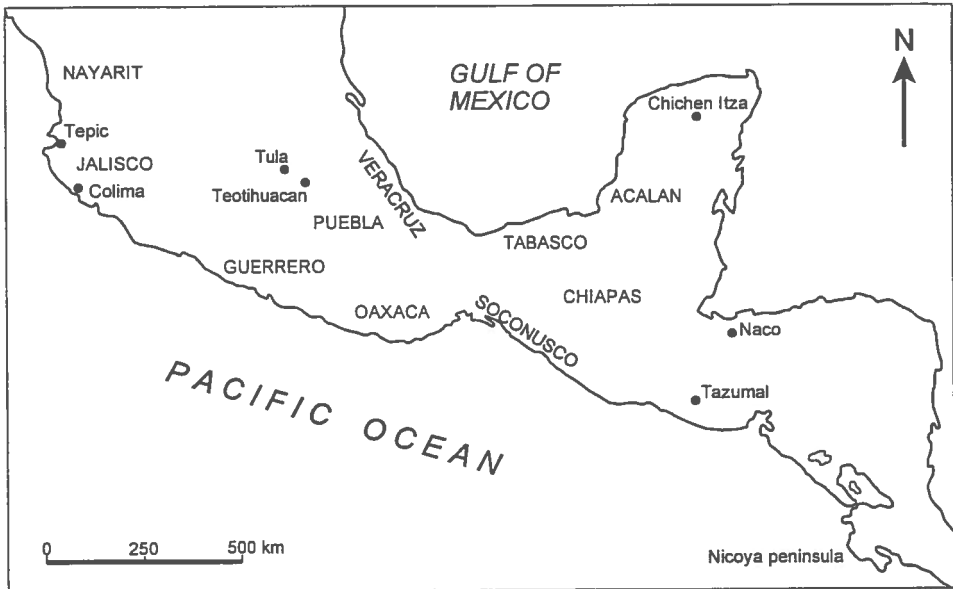 N
NAYARIT
GULF OF
MEXICO
Chichen Itza
Tepic
JALISCO
Colima
Tula
Teotihuacan
VERACRUZ
ACALAN
PUEBLA
TABASCO
GUERRERO
CHIAPAS
OAXACA
SOCONUSCO
Naco
Tazumal
PACIFIC OCEAN
0 250 500 km
Nicoya peninsula